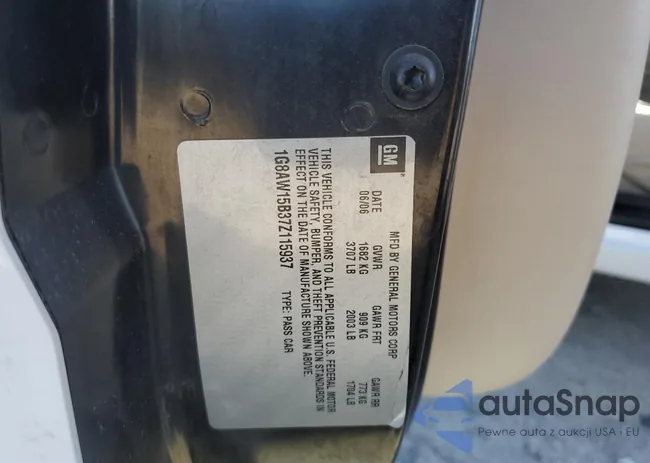 GM
MFD BY GENERAL MOTORS CORP
DATE GVWR GAWR FRT GAWR RR
06/06 1682 KG 909 KG 773 KG
3707 LB 2003 LB 1704 LB
THIS VEHICLE CONFORMS TO ALL APPLICABLE U.S. FEDERAL MOTOR
VEHICLE SAFETY, BUMPER, AND THEFT PREVENTION STANDARDS IN
EFFECT ON THE DATE OF MANUFACTURE SHOWN ABOVE.
1G8AW15B37Z115937 TYPE: PASS CAR
autaSnap
Pewne auto z aukcji USA i EU